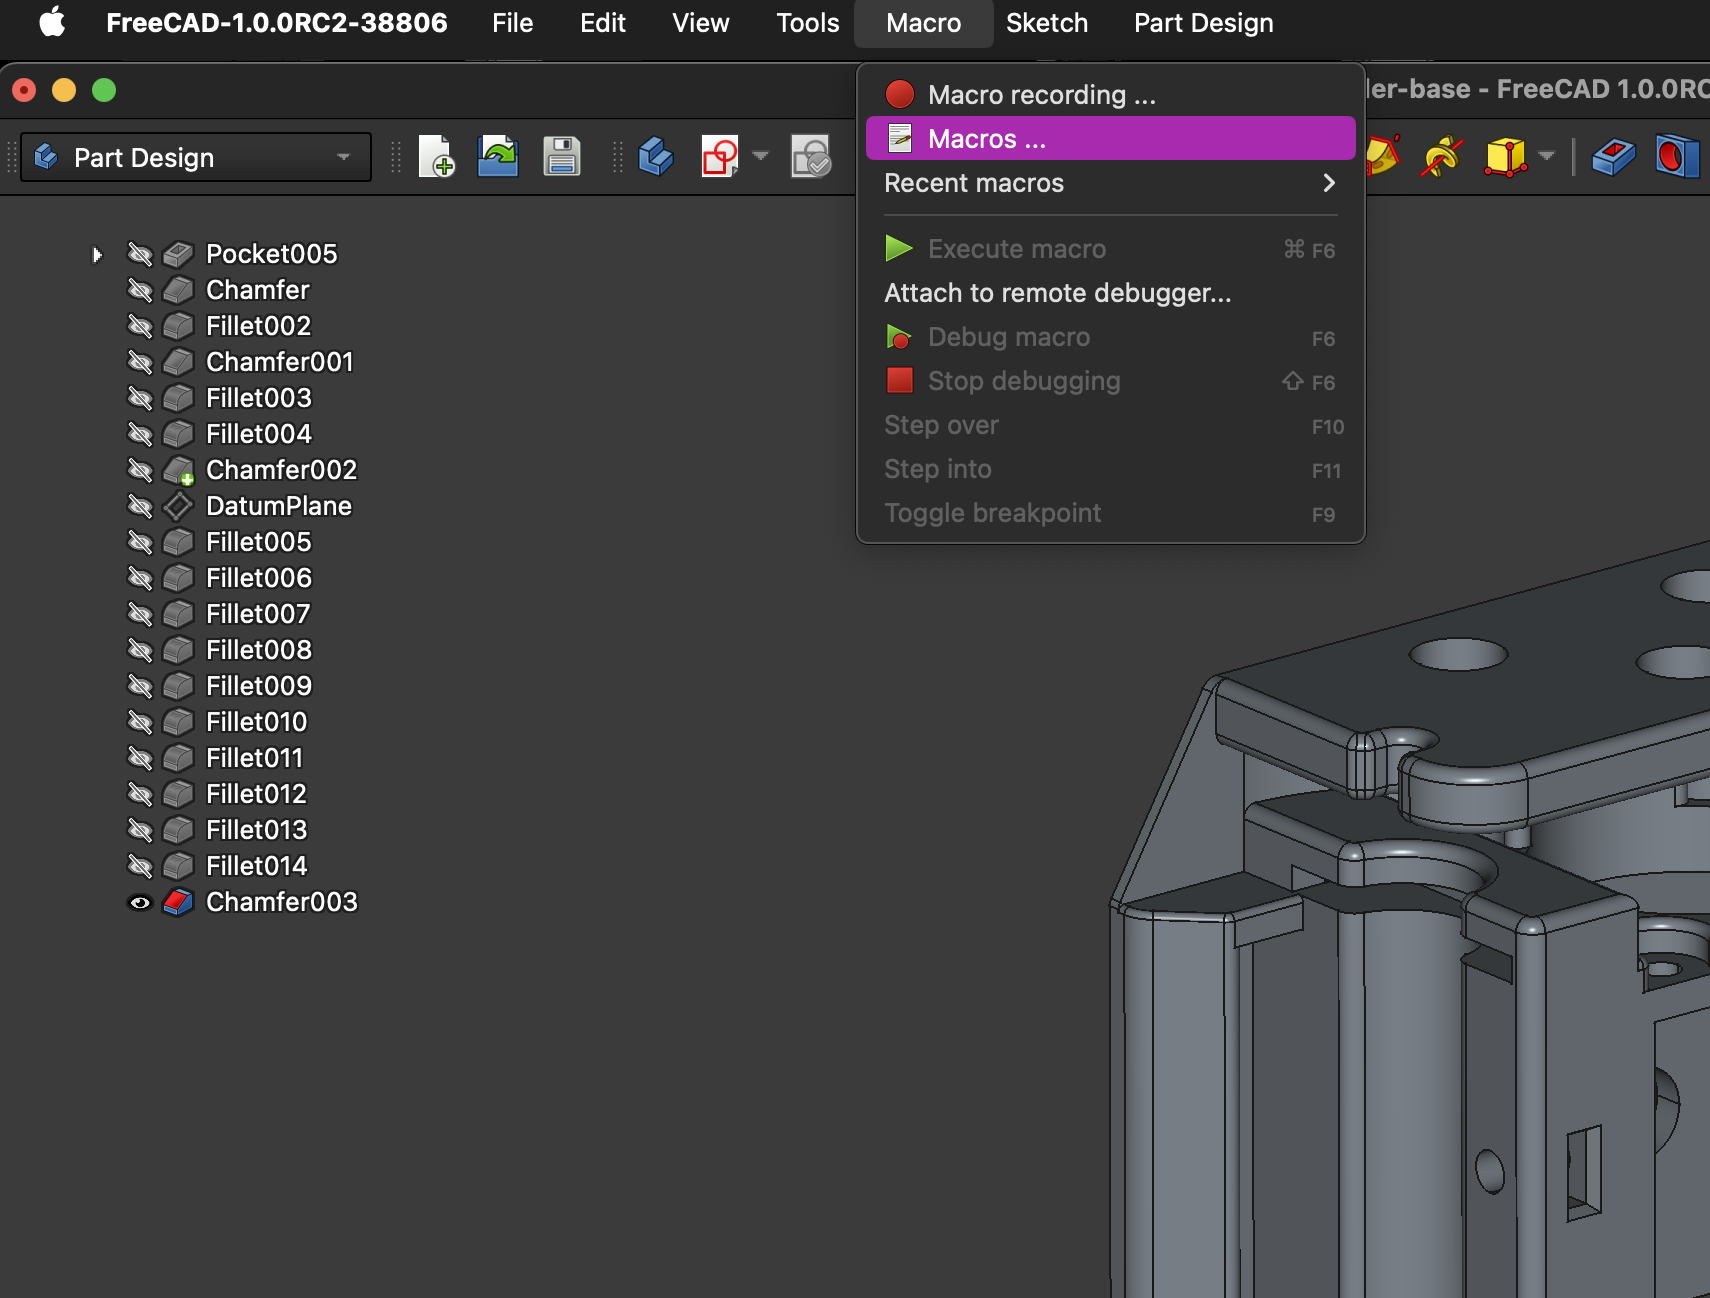 FreeCAD-1.0.0RC2-38806 File Edit View Tools Macro Sketch Part Design
ler-base - FreeCAD 1.0.0RC
Part Design
Macro recording ...
Macros ...
Recent macros
Execute macro ⌘ F6
Attach to remote debugger...
Debug macro F6
Stop debugging ⇧ F6
Step over F10
Step into F11
Toggle breakpoint F9
Pocket005
Chamfer
Fillet002
Chamfer001
Fillet003
Fillet004
Chamfer002
DatumPlane
Fillet005
Fillet006
Fillet007
Fillet008
Fillet009
Fillet010
Fillet011
Fillet012
Fillet013
Fillet014
Chamfer003